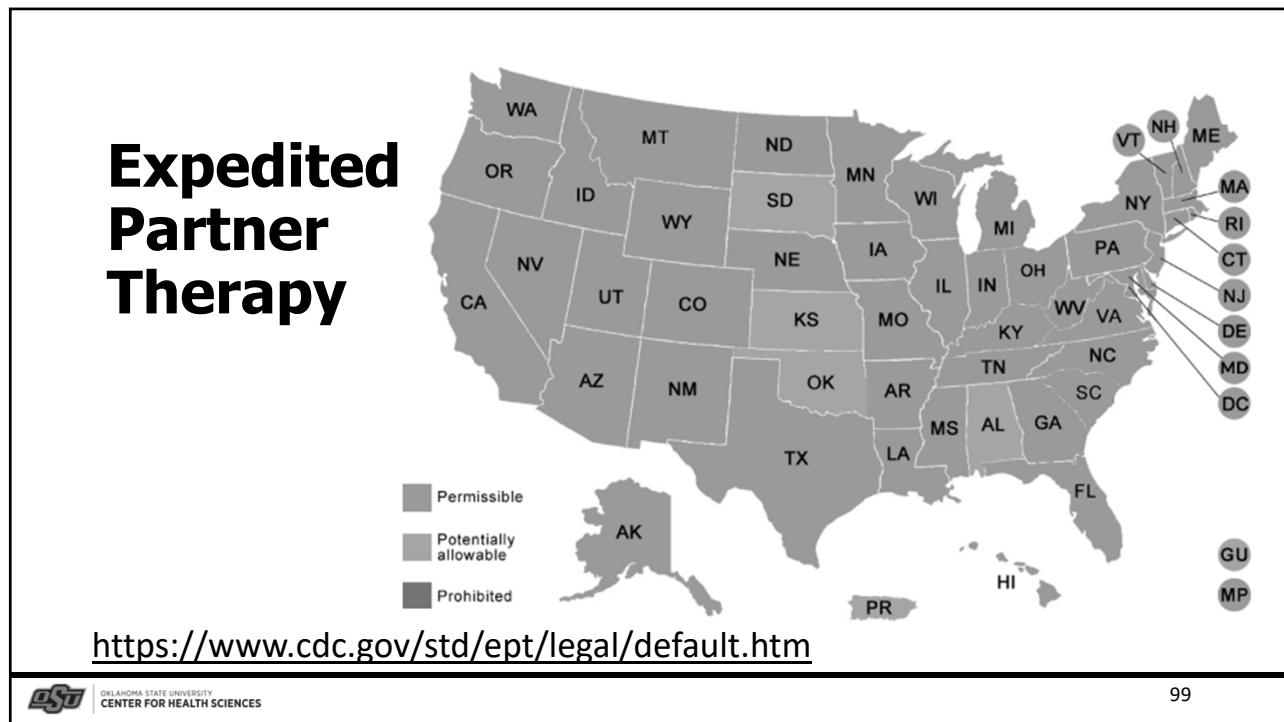 Expedited
Partner
Therapy
WA
MT
ND
MN
VT
NH
ME
OR
ID
SD
WI
MI
NY
MA
WY
RI
NV
NE
IA
PA
CT
CA
UT
CO
IL
IN
OH
NJ
KS
MO
WV
VA
DE
KY
AZ
NM
OK
AR
TN
NC
MD
SC
DC
MS
AL
GA
TX
LA
FL
Permissible
AK
Potentially
allowable
GU
HI
Prohibited
PR
MP
https://www.cdc.gov/std/ept/legal/default.htm
OSU
OKLAHOMA STATE UNIVERSITY
CENTER FOR HEALTH SCIENCES
99